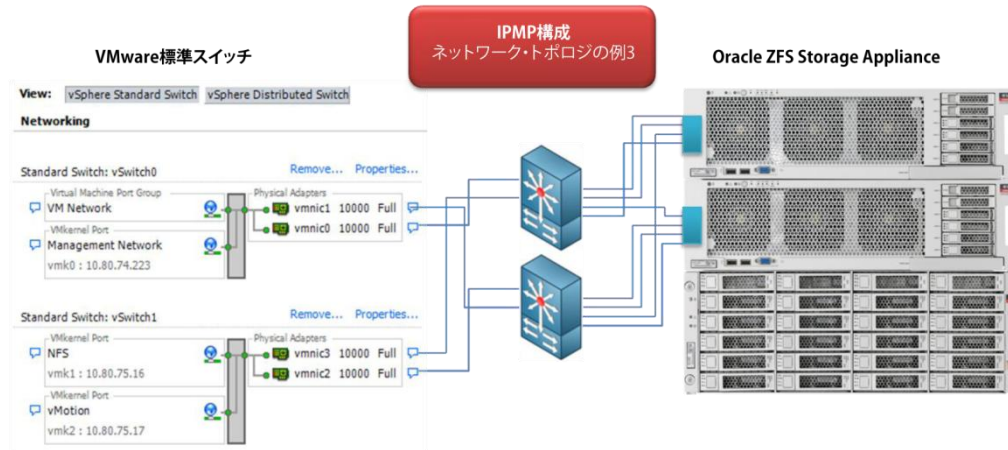 IPMP構成
ネットワーク・トポロジの例3
VMware標準スイッチ
Oracle ZFS Storage Appliance
View: vSphere Standard Switch vSphere Distributed Switch
Networking
Standard Switch: vSwitch0 Remove... Properties...
Virtual Machine Port Group Physical Adapters
VM Network vmnic1 10000 Full
vmnic0 10000 Full
VMkernel Port
Management Network
vmk0 : 10.80.74.223
Standard Switch: vSwitch1 Remove... Properties...
VMkernel Port Physical Adapters
NFS vmnic3 10000 Full
vmk1 : 10.80.75.16 vmnic2 10000 Full
VMkernel Port
vMotion
vmk2 : 10.80.75.17